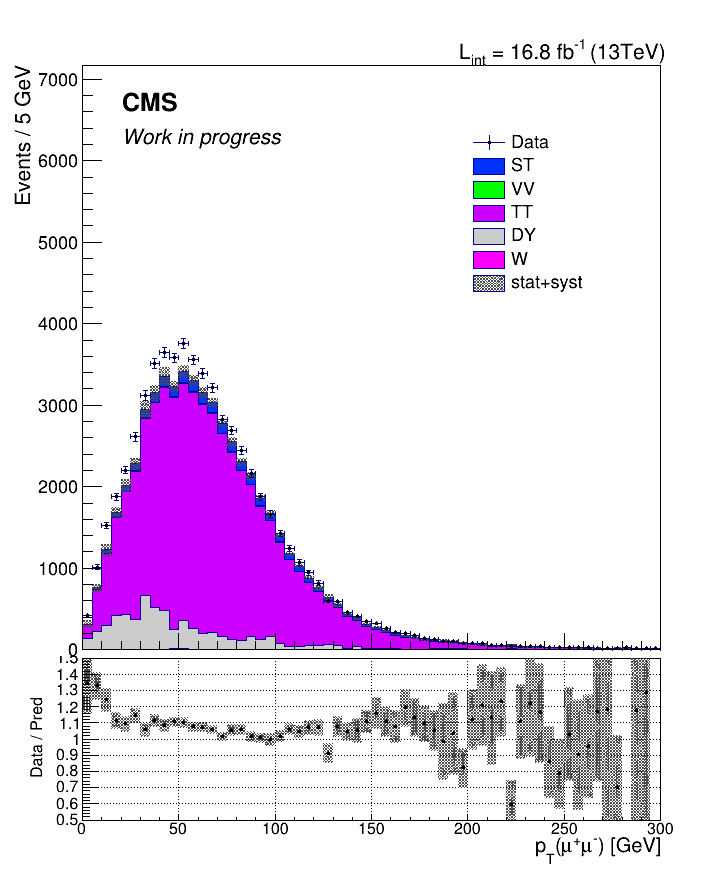 L_int = 16.8 fb^-1 (13TeV)
Events / 5 GeV
CMS
Work in progress
Data
ST
VV
TT
DY
W
stat+syst
7000
6000
5000
4000
3000
2000
1000
0
Data / Pred
1.5
1.4
1.3
1.2
1.1
1
0.9
0.8
0.7
0.6
0.5
0 50 100 150 200 250 300
p_T(μ⁺μ⁻) [GeV]